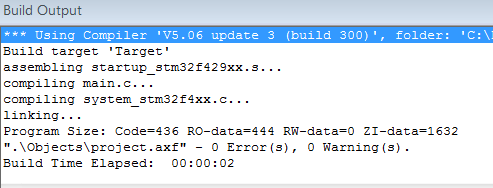 Build Output
*** Using Compiler 'V5.06 update 3 (build 300)', folder: 'C:\
Build target 'Target'
assembling startup_stm32f429xx.s...
compiling main.c...
compiling system_stm32f4xx.c...
linking...
Program Size: Code=436 RO-data=444 RW-data=0 ZI-data=1632
".\Objects\project.axf" - 0 Error(s), 0 Warning(s).
Build Time Elapsed:  00:00:02